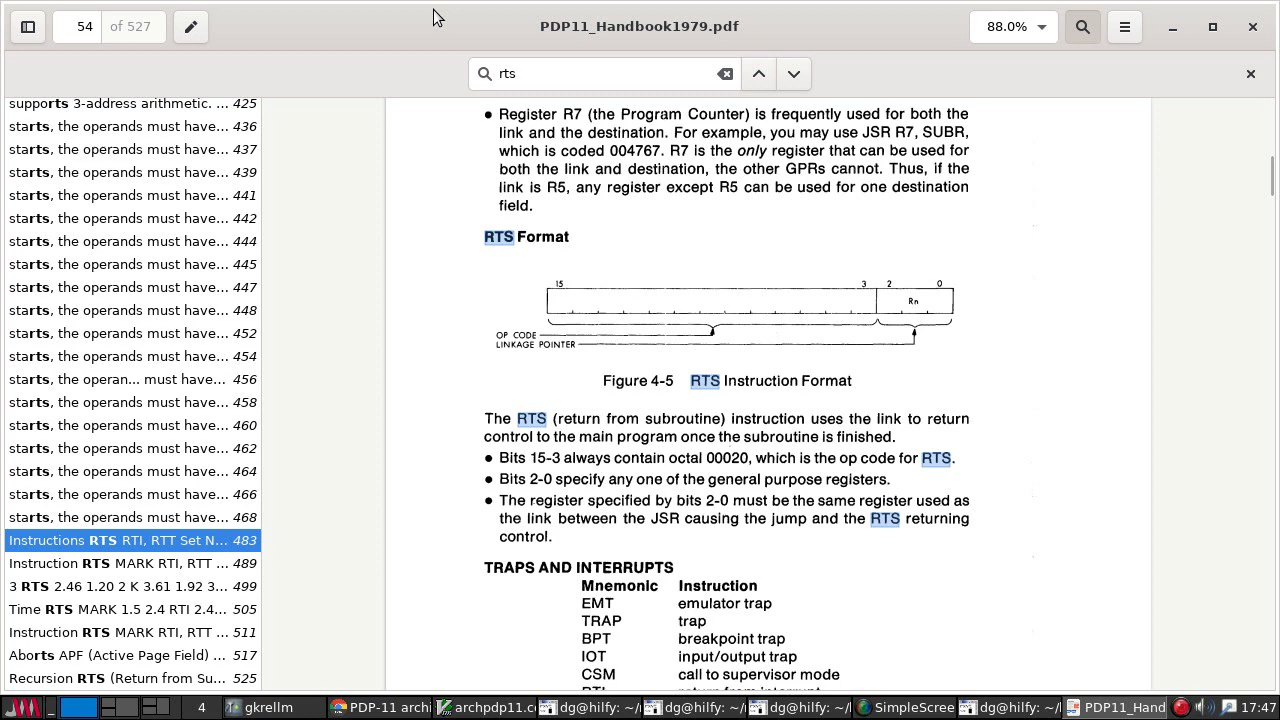 54 of 527
PDP11_Handbook1979.pdf
88.0%
rts
supports 3-address arithmetic. ... 425
starts, the operands must have... 436
starts, the operands must have... 437
starts, the operands must have... 439
starts, the operands must have... 441
starts, the operands must have... 442
starts, the operands must have... 444
starts, the operands must have... 445
starts, the operands must have... 447
starts, the operands must have... 448
starts, the operands must have... 452
starts, the operands must have... 454
starts, the operan... must have... 456
starts, the operands must have... 458
starts, the operands must have... 460
starts, the operands must have... 462
starts, the operands must have... 464
starts, the operands must have... 466
starts, the operands must have... 468
Instructions RTS RTI, RTT Set N... 483
Instruction RTS MARK RTI, RTT ... 489
3 RTS 2.46 1.20 2 K 3.61 1.92 3... 499
Time RTS MARK 1.5 2.4 RTI 2.4... 505
Instruction RTS MARK RTI, RTT ... 511
Aborts APF (Active Page Field) ... 517
Recursion RTS (Return from Su... 525
● Register R7 (the Program Counter) is frequently used for both the
link and the destination. For example, you may use JSR R7, SUBR,
which is coded 004767. R7 is the only register that can be used for
both the link and destination, the other GPRs cannot. Thus, if the
link is R5, any register except R5 can be used for one destination
field.
RTS Format
15 3 2 0
Rn
OP CODE
LINKAGE POINTER
Figure 4-5 RTS Instruction Format
The RTS (return from subroutine) instruction uses the link to return
control to the main program once the subroutine is finished.
● Bits 15-3 always contain octal 00020, which is the op code for RTS.
● Bits 2-0 specify any one of the general purpose registers.
● The register specified by bits 2-0 must be the same register used as
the link between the JSR causing the jump and the RTS returning
control.
TRAPS AND INTERRUPTS
Mnemonic Instruction
EMT emulator trap
TRAP trap
BPT breakpoint trap
IOT input/output trap
CSM call to supervisor mode
4 gkrellm PDP-11 archi archpdp11.c dg@hilfy: ~/ dg@hilfy: ~/ dg@hilfy: ~/ SimpleScree dg@hilfy: ~/ PDP11_Hand 17:47